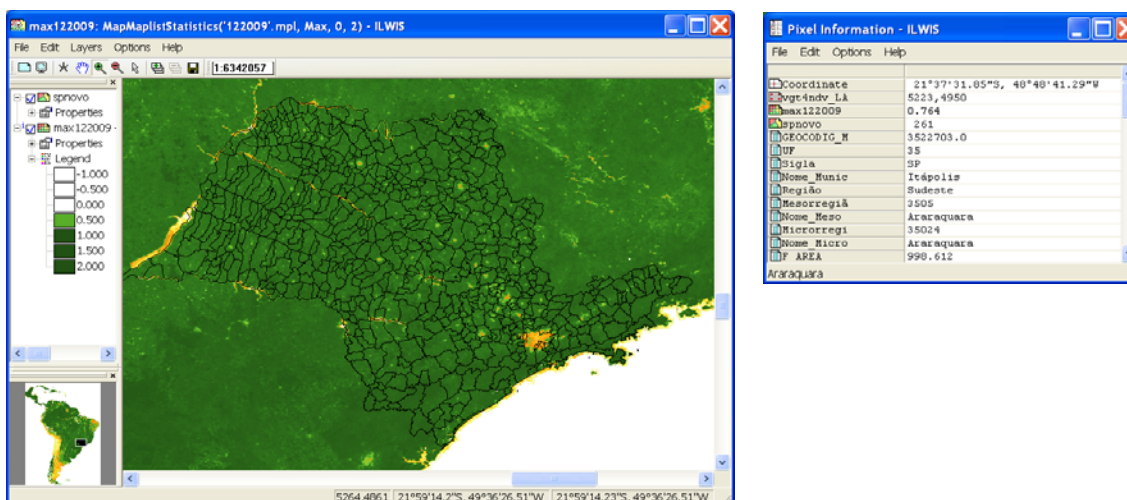 max122009: MapMaplistStatistics('122009'.mpl, Max, 0, 2) - ILWIS
File Edit Layers Options Help
1:6342057
spnovo
Properties
max122009 -
Properties
Legend
-1.000
-0.500
0.000
0.500
1.000
1.500
2.000
5264,4861 21°59'14.2"S, 49°36'26.51"W 21°59'14.23"S, 49°36'26.51"W
Pixel Information - ILWIS
File Edit Options Help
Coordinate 21°37'31.85"S, 48°48'41.29"W
vgt4ndv_LA 5223,4950
max122009 0.764
spnovo 261
GEOCODIG_M 3522703.0
UF 35
Sigla SP
Nome_Munic Itápolis
Região Sudeste
Mesorregiã 3505
Nome_Meso Araraquara
Microrregi 35024
Nome_Micro Araraquara
F_AREA 998.612
Araraquara